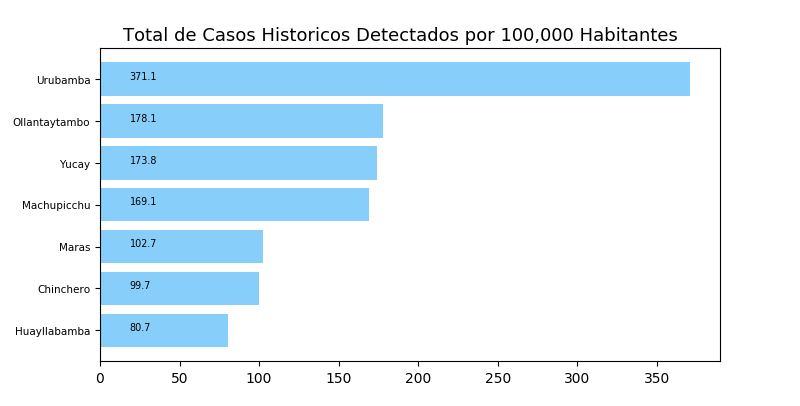 Total de Casos Historicos Detectados por 100,000 Habitantes
Urubamba 371.1
Ollantaytambo 178.1
Yucay 173.8
Machupicchu 169.1
Maras 102.7
Chinchero 99.7
Huayllabamba 80.7
0 50 100 150 200 250 300 350